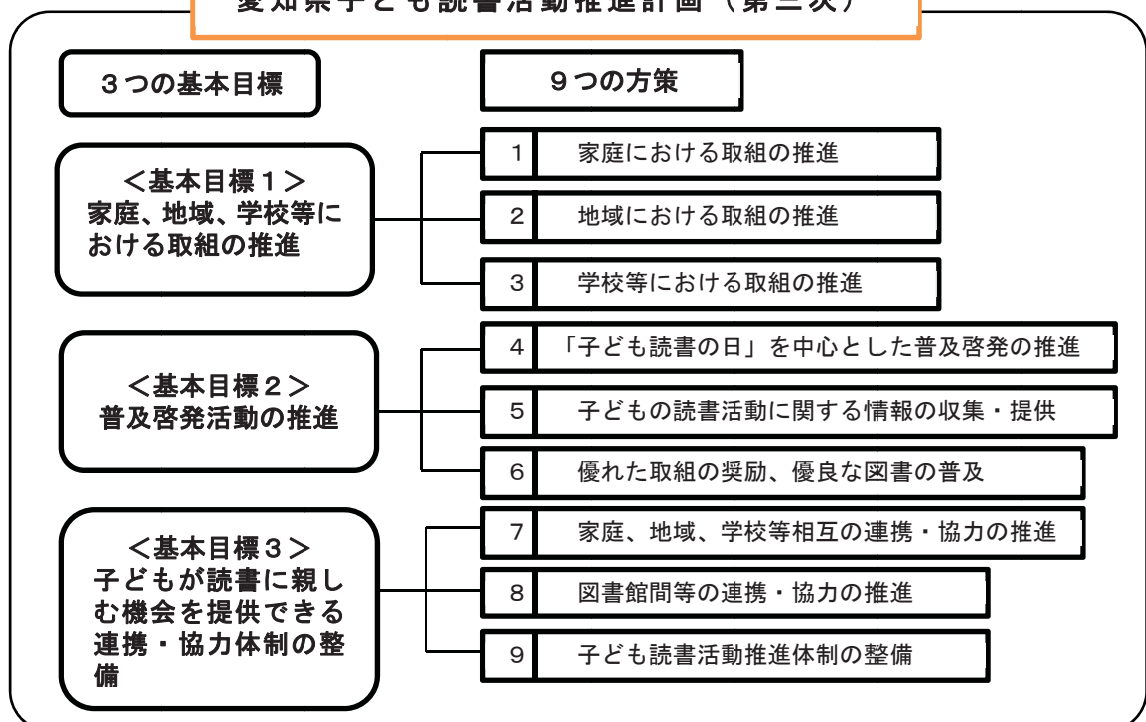 愛知県子ども読書活動推進計画（第三次）
３つの基本目標
９つの方策
＜基本目標１＞
家庭、地域、学校等に
おける取組の推進
1 家庭における取組の推進
2 地域における取組の推進
3 学校等における取組の推進
＜基本目標２＞
普及啓発活動の推進
4 「子ども読書の日」を中心とした普及啓発の推進
5 子どもの読書活動に関する情報の収集・提供
6 優れた取組の奨励、優良な図書の普及
＜基本目標３＞
子どもが読書に親し
む機会を提供できる
連携・協力体制の整
備
7 家庭、地域、学校等相互の連携・協力の推進
8 図書館間等の連携・協力の推進
9 子ども読書活動推進体制の整備